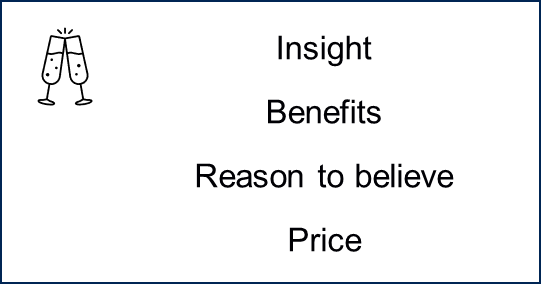 Insight
Benefits
Reason to believe
Price